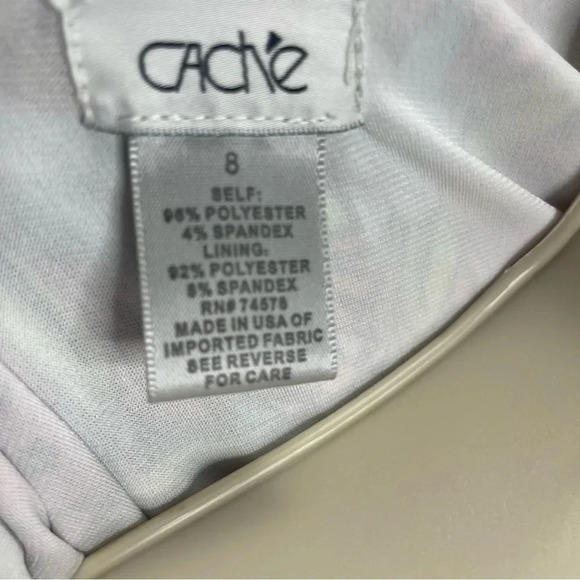 CACHé
8
SELF:
96% POLYESTER
4% SPANDEX
LINING:
92% POLYESTER
8% SPANDEX
RN# 74578
MADE IN USA OF
IMPORTED FABRIC
SEE REVERSE
FOR CARE